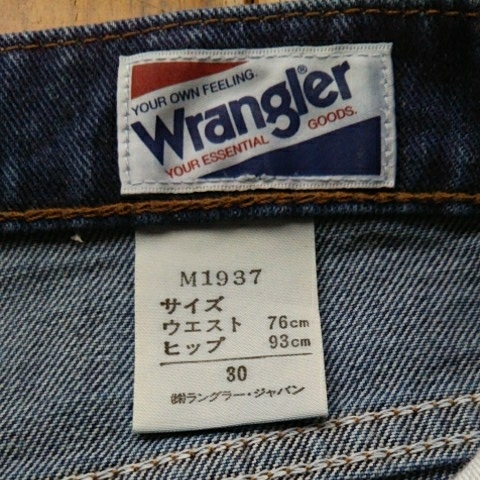 YOUR OWN FEELING.
Wrangler
YOUR ESSENTIAL GOODS.
M1937
サイズ
ウエスト 76cm
ヒップ 93cm
30
㈱ラングラー・ジャパン